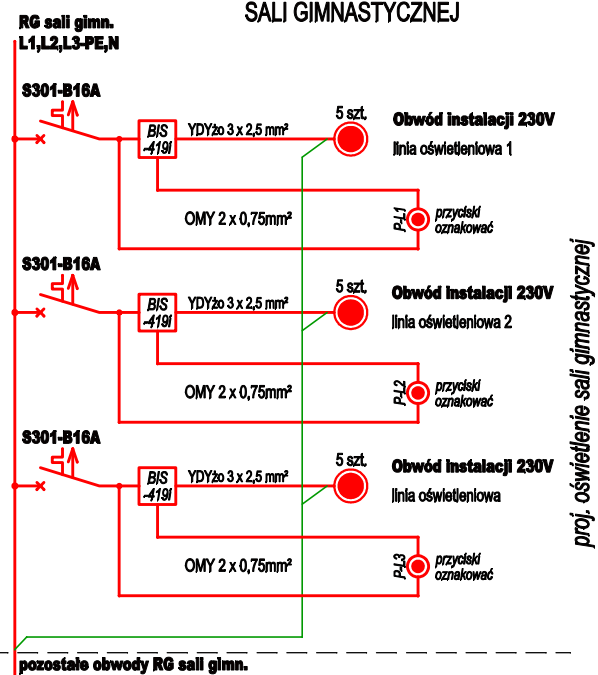 SALI GIMNASTYCZNEJ
RG sali gimn.
L1,L2,L3-PE,N
S301-B16A
BIS
~419I
YDYżo 3 x 2,5 mm²
5 szt.
Obwód instalacji 230V
linia oświetleniowa 1
OMY 2 x 0,75mm²
P-L1
przyciski
oznakować
S301-B16A
BIS
~419I
YDYżo 3 x 2,5 mm²
5 szt.
Obwód instalacji 230V
linia oświetleniowa 2
OMY 2 x 0,75mm²
P-L2
przyciski
oznakować
S301-B16A
BIS
~419I
YDYżo 3 x 2,5 mm²
5 szt.
Obwód instalacji 230V
linia oświetleniowa
OMY 2 x 0,75mm²
P-L3
przyciski
oznakować
proj. oświetlenie sali gimnastycznej
pozostałe obwody RG sali gimn.